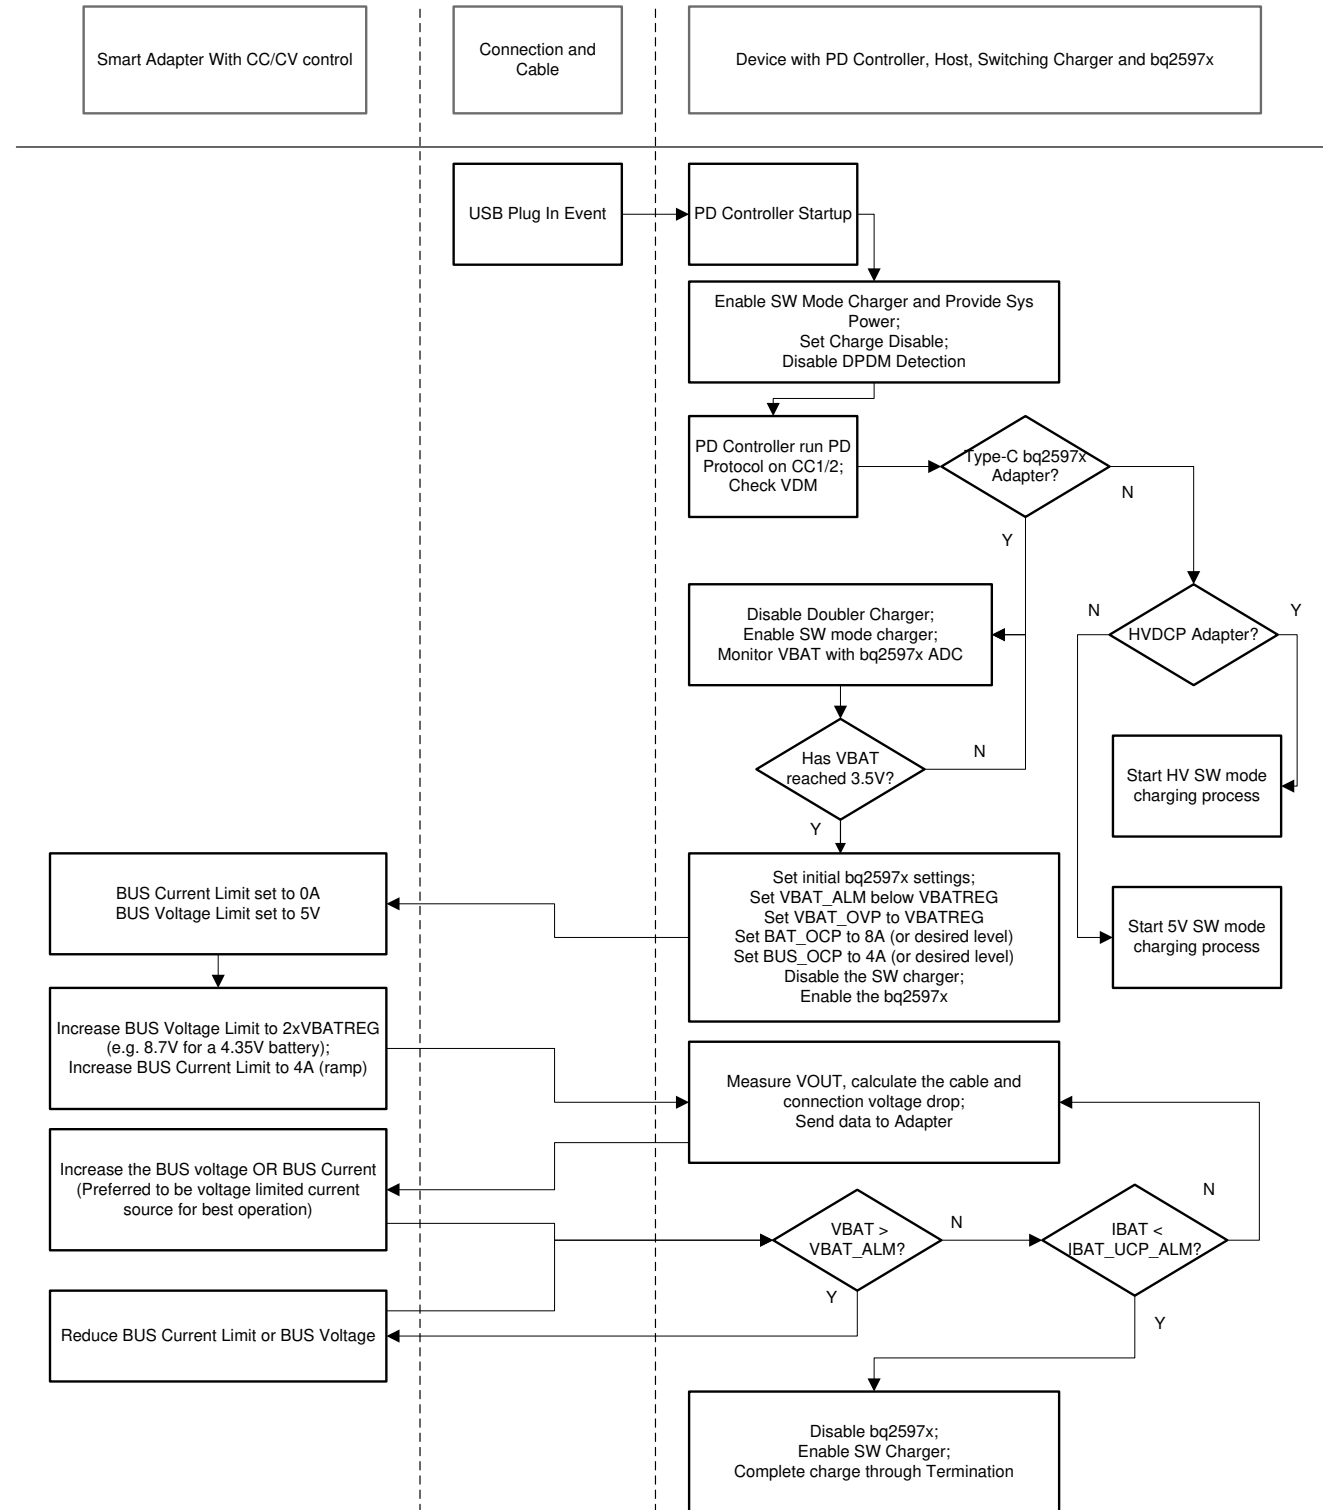 Smart Adapter With CC/CV control
Connection and
Cable
Device with PD Controller, Host, Switching Charger and bq2597x
USB Plug In Event
PD Controller Startup
Enable SW Mode Charger and Provide Sys
Power;
Set Charge Disable;
Disable DPDM Detection
PD Controller run PD
Protocol on CC1/2;
Check VDM
Type-C bq2597x
Adapter?
N
Y
Disable Doubler Charger;
Enable SW mode charger;
Monitor VBAT with bq2597x ADC
N
HVDCP Adapter?
Y
Has VBAT
reached 3.5V?
N
Y
Start HV SW mode
charging process
BUS Current Limit set to 0A
BUS Voltage Limit set to 5V
Set initial bq2597x settings;
Set VBAT_ALM below VBATREG
Set VBAT_OVP to VBATREG
Set BAT_OCP to 8A (or desired level)
Set BUS_OCP to 4A (or desired level)
Disable the SW charger;
Enable the bq2597x
Start 5V SW mode
charging process
Increase BUS Voltage Limit to 2xVBATREG
(e.g. 8.7V for a 4.35V battery);
Increase BUS Current Limit to 4A (ramp)
Measure VOUT, calculate the cable and
connection voltage drop;
Send data to Adapter
Increase the BUS voltage OR BUS Current
(Preferred to be voltage limited current
source for best operation)
VBAT >
VBAT_ALM?
N
Y
IBAT <
IBAT_UCP_ALM?
N
Y
Reduce BUS Current Limit or BUS Voltage
Disable bq2597x;
Enable SW Charger;
Complete charge through Termination